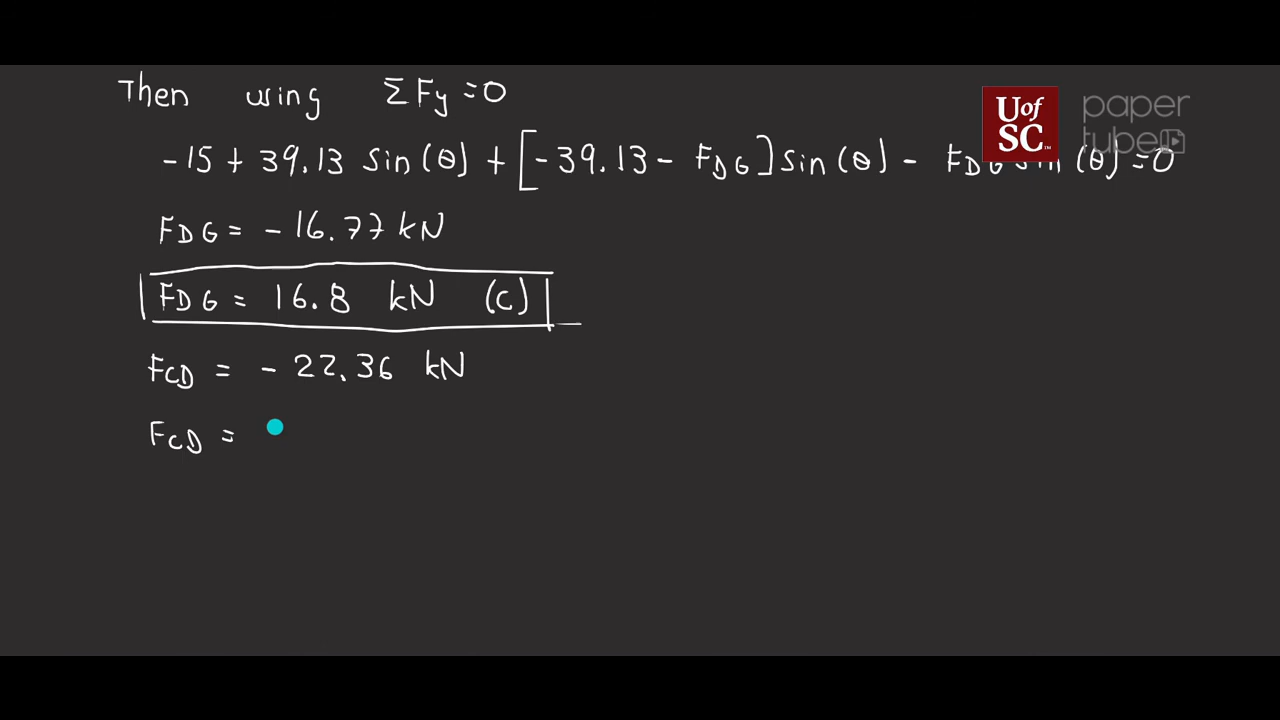 Then using ΣFy=0
UofSC
paper
tube
-15 + 39.13 sin(θ) + [-39.13 - FDG] sin(θ) - FDG sin(θ) = 0
FDG = -16.77 kN
FDG = 16.8 kN (C)
FCD = - 22.36 kN
FCD =